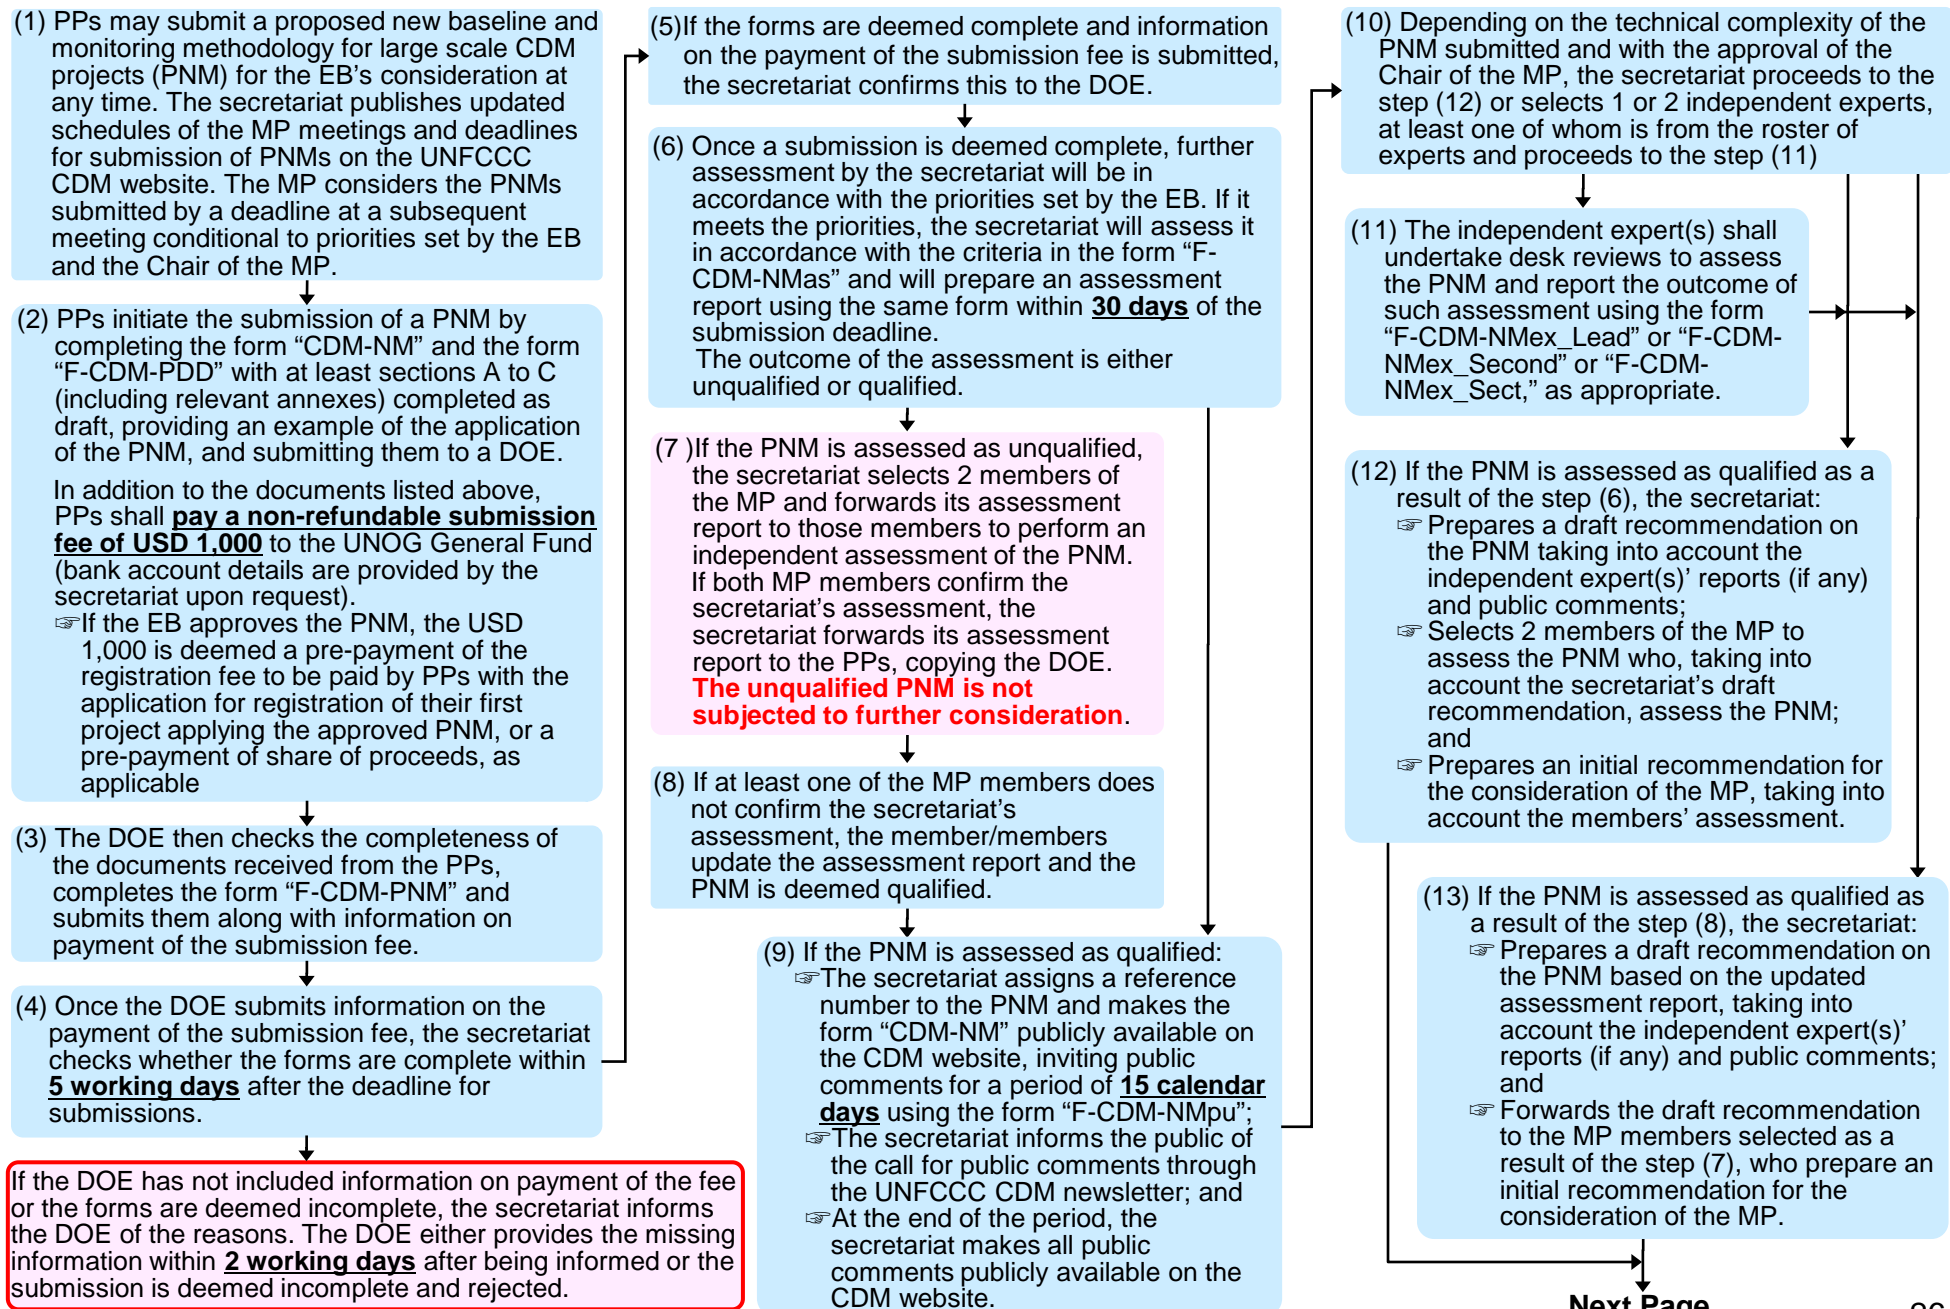 (1) PPs may submit a proposed new baseline and
monitoring methodology for large scale CDM
projects (PNM) for the EB’s consideration at
any time. The secretariat publishes updated
schedules of the MP meetings and deadlines
for submission of PNMs on the UNFCCC
CDM website. The MP considers the PNMs
submitted by a deadline at a subsequent
meeting conditional to priorities set by the EB
and the Chair of the MP.
(2) PPs initiate the submission of a PNM by
completing the form “CDM-NM” and the form
“F-CDM-PDD” with at least sections A to C
(including relevant annexes) completed as
draft, providing an example of the application
of the PNM, and submitting them to a DOE.
In addition to the documents listed above,
PPs shall pay a non-refundable submission
fee of USD 1,000 to the UNOG General Fund
(bank account details are provided by the
secretariat upon request).
☞If the EB approves the PNM, the USD
1,000 is deemed a pre-payment of the
registration fee to be paid by PPs with the
application for registration of their first
project applying the approved PNM, or a
pre-payment of share of proceeds, as
applicable
(3) The DOE then checks the completeness of
the documents received from the PPs,
completes the form “F-CDM-PNM” and
submits them along with information on
payment of the submission fee.
(4) Once the DOE submits information on the
payment of the submission fee, the secretariat
checks whether the forms are complete within
5 working days after the deadline for
submissions.
If the DOE has not included information on payment of the fee
or the forms are deemed incomplete, the secretariat informs
the DOE of the reasons. The DOE either provides the missing
information within 2 working days after being informed or the
submission is deemed incomplete and rejected.
(5)If the forms are deemed complete and information
on the payment of the submission fee is submitted,
the secretariat confirms this to the DOE.
(6) Once a submission is deemed complete, further
assessment by the secretariat will be in
accordance with the priorities set by the EB. If it
meets the priorities, the secretariat will assess it
in accordance with the criteria in the form “F-
CDM-NMas” and will prepare an assessment
report using the same form within 30 days of the
submission deadline.
The outcome of the assessment is either
unqualified or qualified.
(7 )If the PNM is assessed as unqualified,
the secretariat selects 2 members of
the MP and forwards its assessment
report to those members to perform an
independent assessment of the PNM.
If both MP members confirm the
secretariat’s assessment, the
secretariat forwards its assessment
report to the PPs, copying the DOE.
The unqualified PNM is not
subjected to further consideration.
(8) If at least one of the MP members does
not confirm the secretariat’s
assessment, the member/members
update the assessment report and the
PNM is deemed qualified.
(9) If the PNM is assessed as qualified:
☞The secretariat assigns a reference
number to the PNM and makes the
form “CDM-NM” publicly available on
the CDM website, inviting public
comments for a period of 15 calendar
days using the form “F-CDM-NMpu”;
☞The secretariat informs the public of
the call for public comments through
the UNFCCC CDM newsletter; and
☞At the end of the period, the
secretariat makes all public
comments publicly available on the
CDM website.
(10) Depending on the technical complexity of the
PNM submitted and with the approval of the
Chair of the MP, the secretariat proceeds to the
step (12) or selects 1 or 2 independent experts,
at least one of whom is from the roster of
experts and proceeds to the step (11)
(11) The independent expert(s) shall
undertake desk reviews to assess
the PNM and report the outcome of
such assessment using the form
“F-CDM-NMex_Lead” or “F-CDM-
NMex_Second” or “F-CDM-
NMex_Sect,” as appropriate.
(12) If the PNM is assessed as qualified as a
result of the step (6), the secretariat:
☞Prepares a draft recommendation on
the PNM taking into account the
independent expert(s)’ reports (if any)
and public comments;
☞Selects 2 members of the MP to
assess the PNM who, taking into
account the secretariat’s draft
recommendation, assess the PNM;
and
☞Prepares an initial recommendation for
the consideration of the MP, taking into
account the members’ assessment.
(13) If the PNM is assessed as qualified as
a result of the step (8), the secretariat:
☞Prepares a draft recommendation on
the PNM based on the updated
assessment report, taking into
account the independent expert(s)’
reports (if any) and public comments;
and
☞Forwards the draft recommendation
to the MP members selected as a
result of the step (7), who prepare an
initial recommendation for the
consideration of the MP.
Next Page